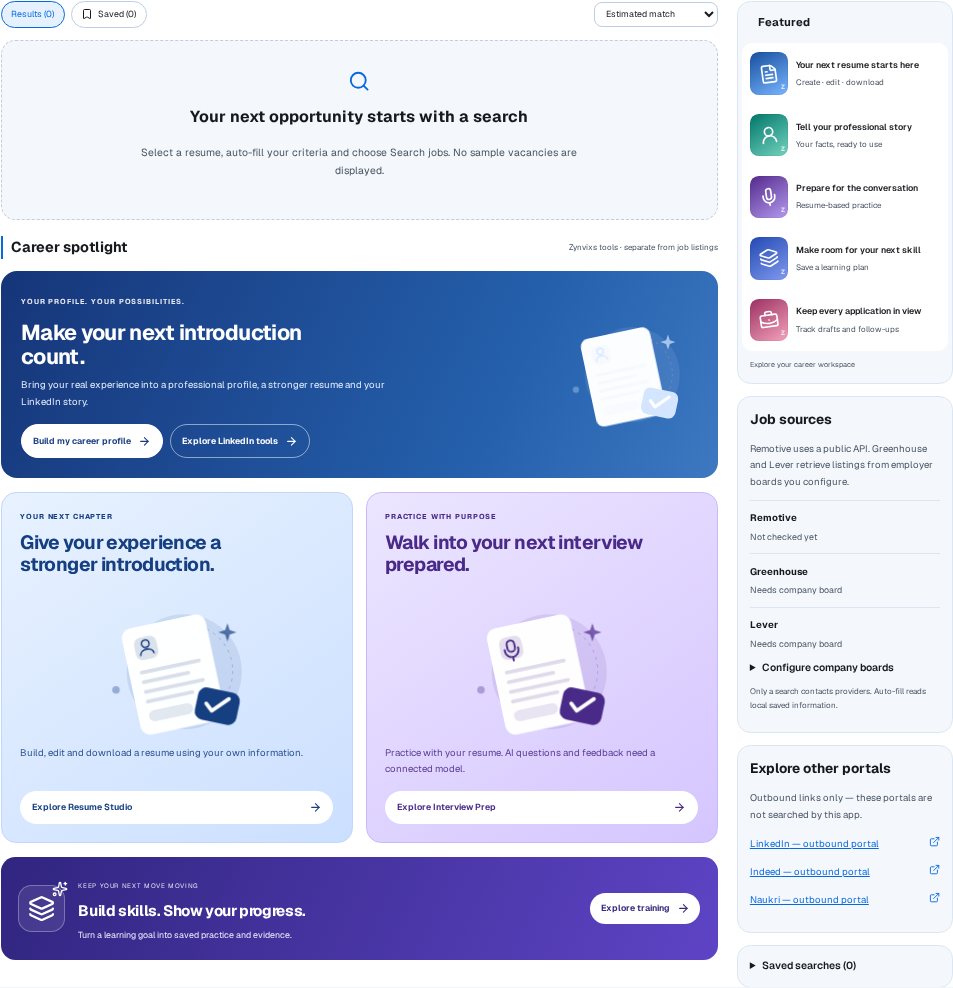 Results (0)
Saved (0)
Estimated match
Your next opportunity starts with a search
Select a resume, auto-fill your criteria and choose Search jobs. No sample vacancies are
displayed.
Career spotlight
Zynvixs tools · separate from job listings
YOUR PROFILE. YOUR POSSIBILITIES.
Make your next introduction
count.
Bring your real experience into a professional profile, a stronger resume and your
LinkedIn story.
Build my career profile
Explore LinkedIn tools
YOUR NEXT CHAPTER
Give your experience a
stronger introduction.
Build, edit and download a resume using your own information.
Explore Resume Studio
PRACTICE WITH PURPOSE
Walk into your next interview
prepared.
Practice with your resume. AI questions and feedback need a
connected model.
Explore Interview Prep
KEEP YOUR NEXT MOVE MOVING
Build skills. Show your progress.
Turn a learning goal into saved practice and evidence.
Explore training
Featured
Z
Your next resume starts here
Create · edit · download
Z
Tell your professional story
Your facts, ready to use
Z
Prepare for the conversation
Resume-based practice
Z
Make room for your next skill
Save a learning plan
Z
Keep every application in view
Track drafts and follow-ups
Explore your career workspace
Job sources
Remotive uses a public API. Greenhouse
and Lever retrieve listings from employer
boards you configure.
Remotive
Not checked yet
Greenhouse
Needs company board
Lever
Needs company board
Configure company boards
Only a search contacts providers. Auto-fill reads
local saved information.
Explore other portals
Outbound links only — these portals are
not searched by this app.
LinkedIn — outbound portal
Indeed — outbound portal
Naukri — outbound portal
Saved searches (0)